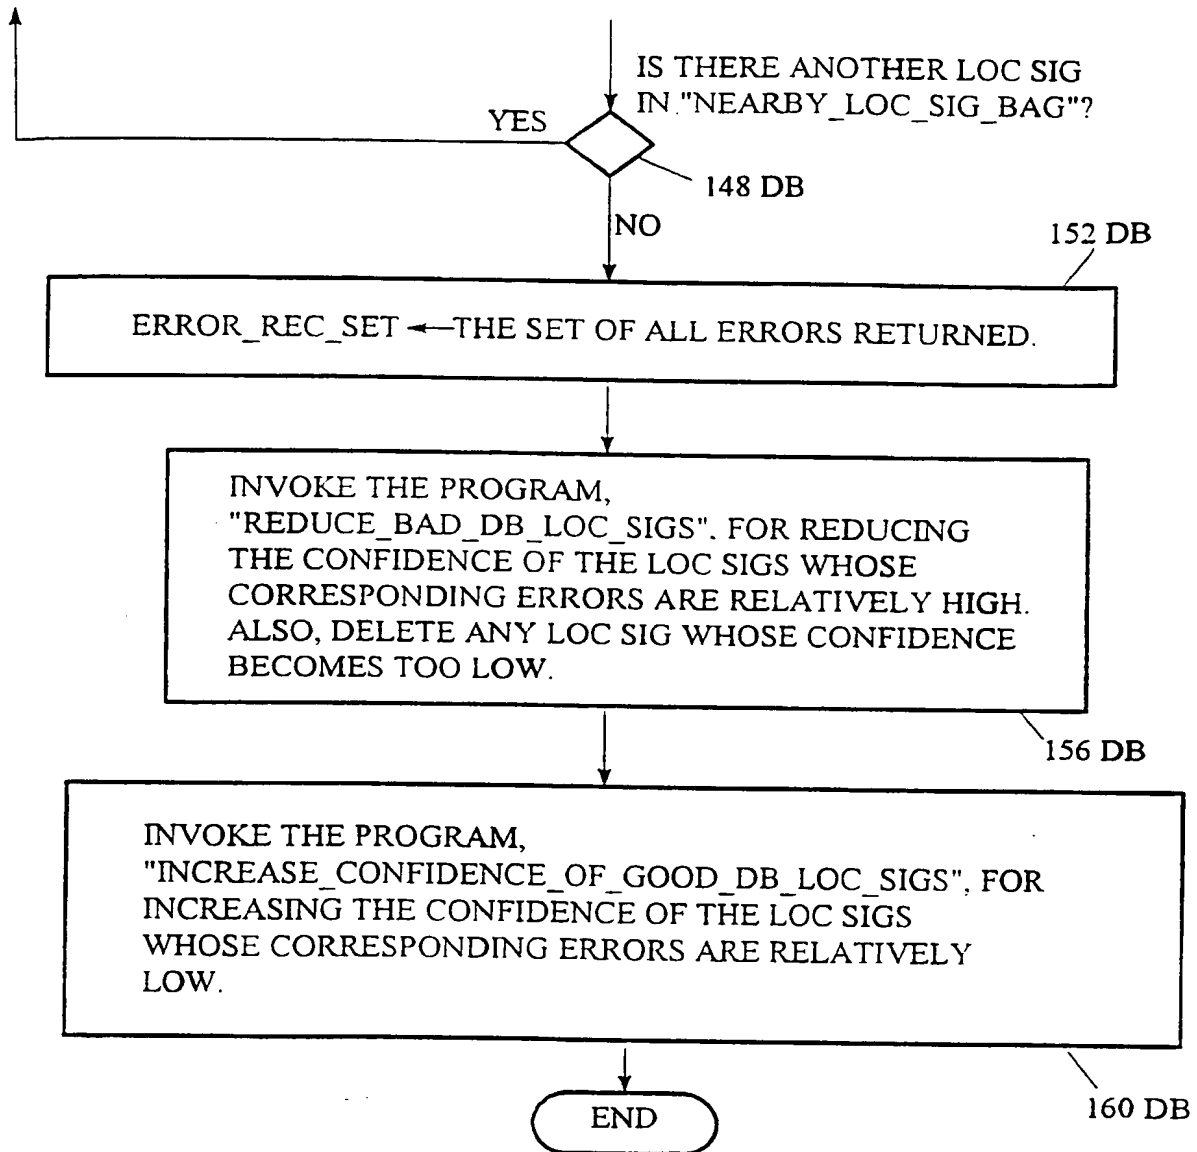 IS THERE ANOTHER LOC SIG
IN "NEARBY_LOC_SIG_BAG"?
YES
148 DB
NO
152 DB
ERROR_REC_SET ← THE SET OF ALL ERRORS RETURNED.
INVOKE THE PROGRAM,
"REDUCE_BAD_DB_LOC_SIGS". FOR REDUCING
THE CONFIDENCE OF THE LOC SIGS WHOSE
CORRESPONDING ERRORS ARE RELATIVELY HIGH.
ALSO, DELETE ANY LOC SIG WHOSE CONFIDENCE
BECOMES TOO LOW.
156 DB
INVOKE THE PROGRAM,
"INCREASE_CONFIDENCE_OF_GOOD_DB_LOC_SIGS", FOR
INCREASING THE CONFIDENCE OF THE LOC SIGS
WHOSE CORRESPONDING ERRORS ARE RELATIVELY
LOW.
160 DB
END